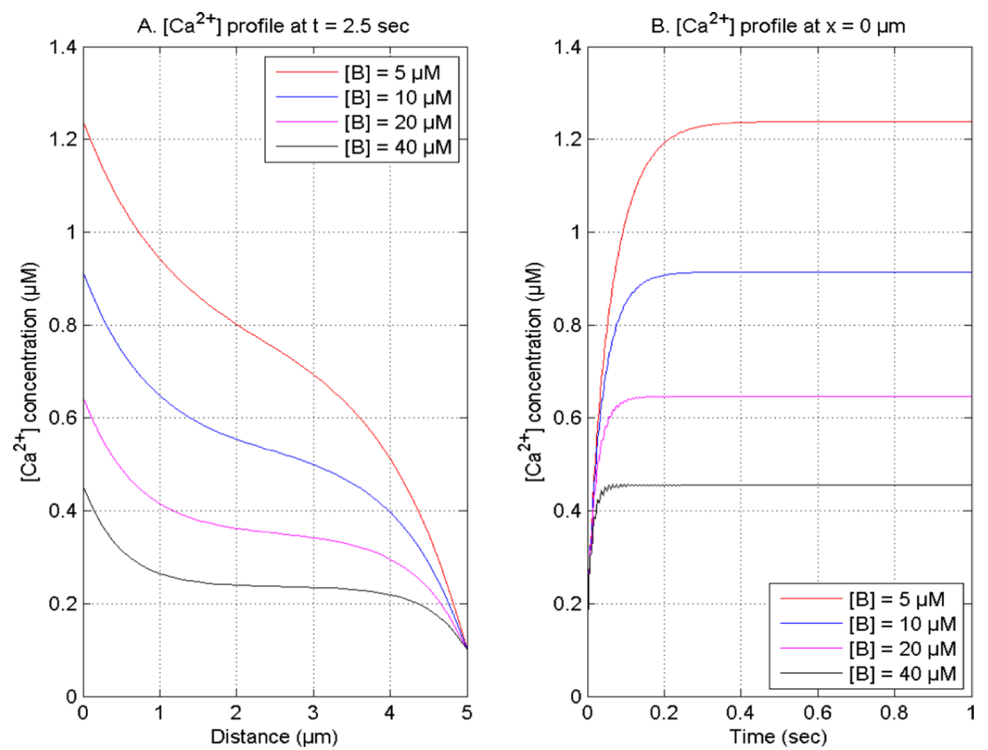 A. [Ca²⁺] profile at t = 2.5 sec
[Ca²⁺] concentration (µM)
1.4
1.2
1
0.8
0.6
0.4
0.2
0
[B] = 5 µM
[B] = 10 µM
[B] = 20 µM
[B] = 40 µM
0 1 2 3 4 5
Distance (µm)
B. [Ca²⁺] profile at x = 0 µm
[Ca²⁺] concentration (µM)
1.4
1.2
1
0.8
0.6
0.4
0.2
0
[B] = 5 µM
[B] = 10 µM
[B] = 20 µM
[B] = 40 µM
0 0.2 0.4 0.6 0.8 1
Time (sec)